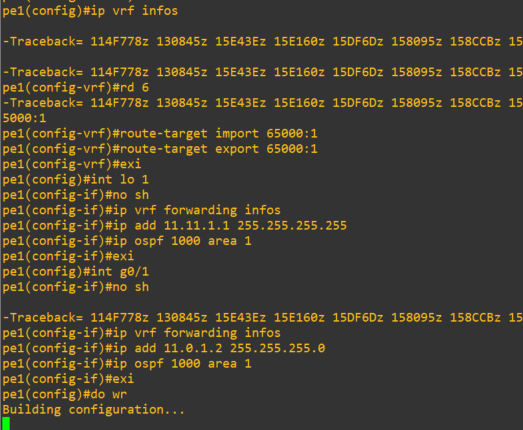 pe1(config)#ip vrf infos
-Traceback= 114F778z 130845z 15E43Ez 15E160z 15DF6Dz 158095z 158CCBz 15
-Traceback= 114F778z 130845z 15E43Ez 15E160z 15DF6Dz 158095z 158CCBz 15
pe1(config-vrf)#rd 6
-Traceback= 114F778z 130845z 15E43Ez 15E160z 15DF6Dz 158095z 158CCBz 15
5000:1
pe1(config-vrf)#route-target import 65000:1
pe1(config-vrf)#route-target export 65000:1
pe1(config-vrf)#exi
pe1(config)#int lo 1
pe1(config-if)#no sh
pe1(config-if)#ip vrf forwarding infos
pe1(config-if)#ip add 11.11.1.1 255.255.255.255
pe1(config-if)#ip ospf 1000 area 1
pe1(config-if)#exi
pe1(config)#int g0/1
pe1(config-if)#no sh
-Traceback= 114F778z 130845z 15E43Ez 15E160z 15DF6Dz 158095z 158CCBz 15
pe1(config-if)#ip vrf forwarding infos
pe1(config-if)#ip add 11.0.1.2 255.255.255.0
pe1(config-if)#ip ospf 1000 area 1
pe1(config-if)#exi
pe1(config)#do wr
Building configuration...